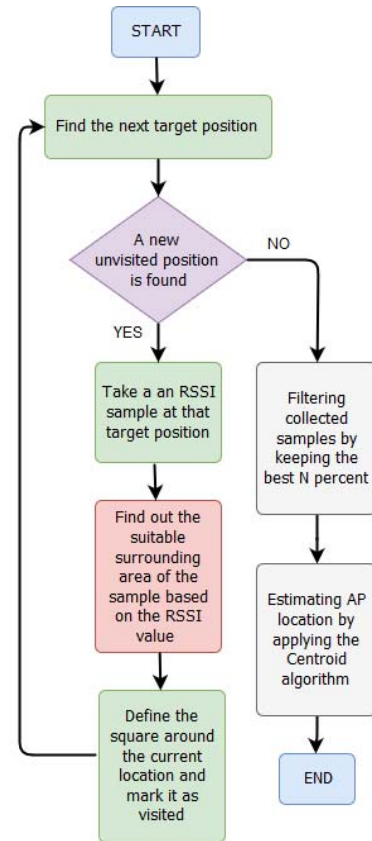 START
Find the next target position
A new
unvisited position
is found
NO
YES
Take a an RSSI
sample at that
target position
Filtering
collected
samples by
keeping the
best N percent
Find out the
suitable
surrounding
area of the
sample based
on the RSSI
value
Estimating AP
location by
applying the
Centroid
algorithm
Define the
square around
the current
location and
mark it as
visited
END